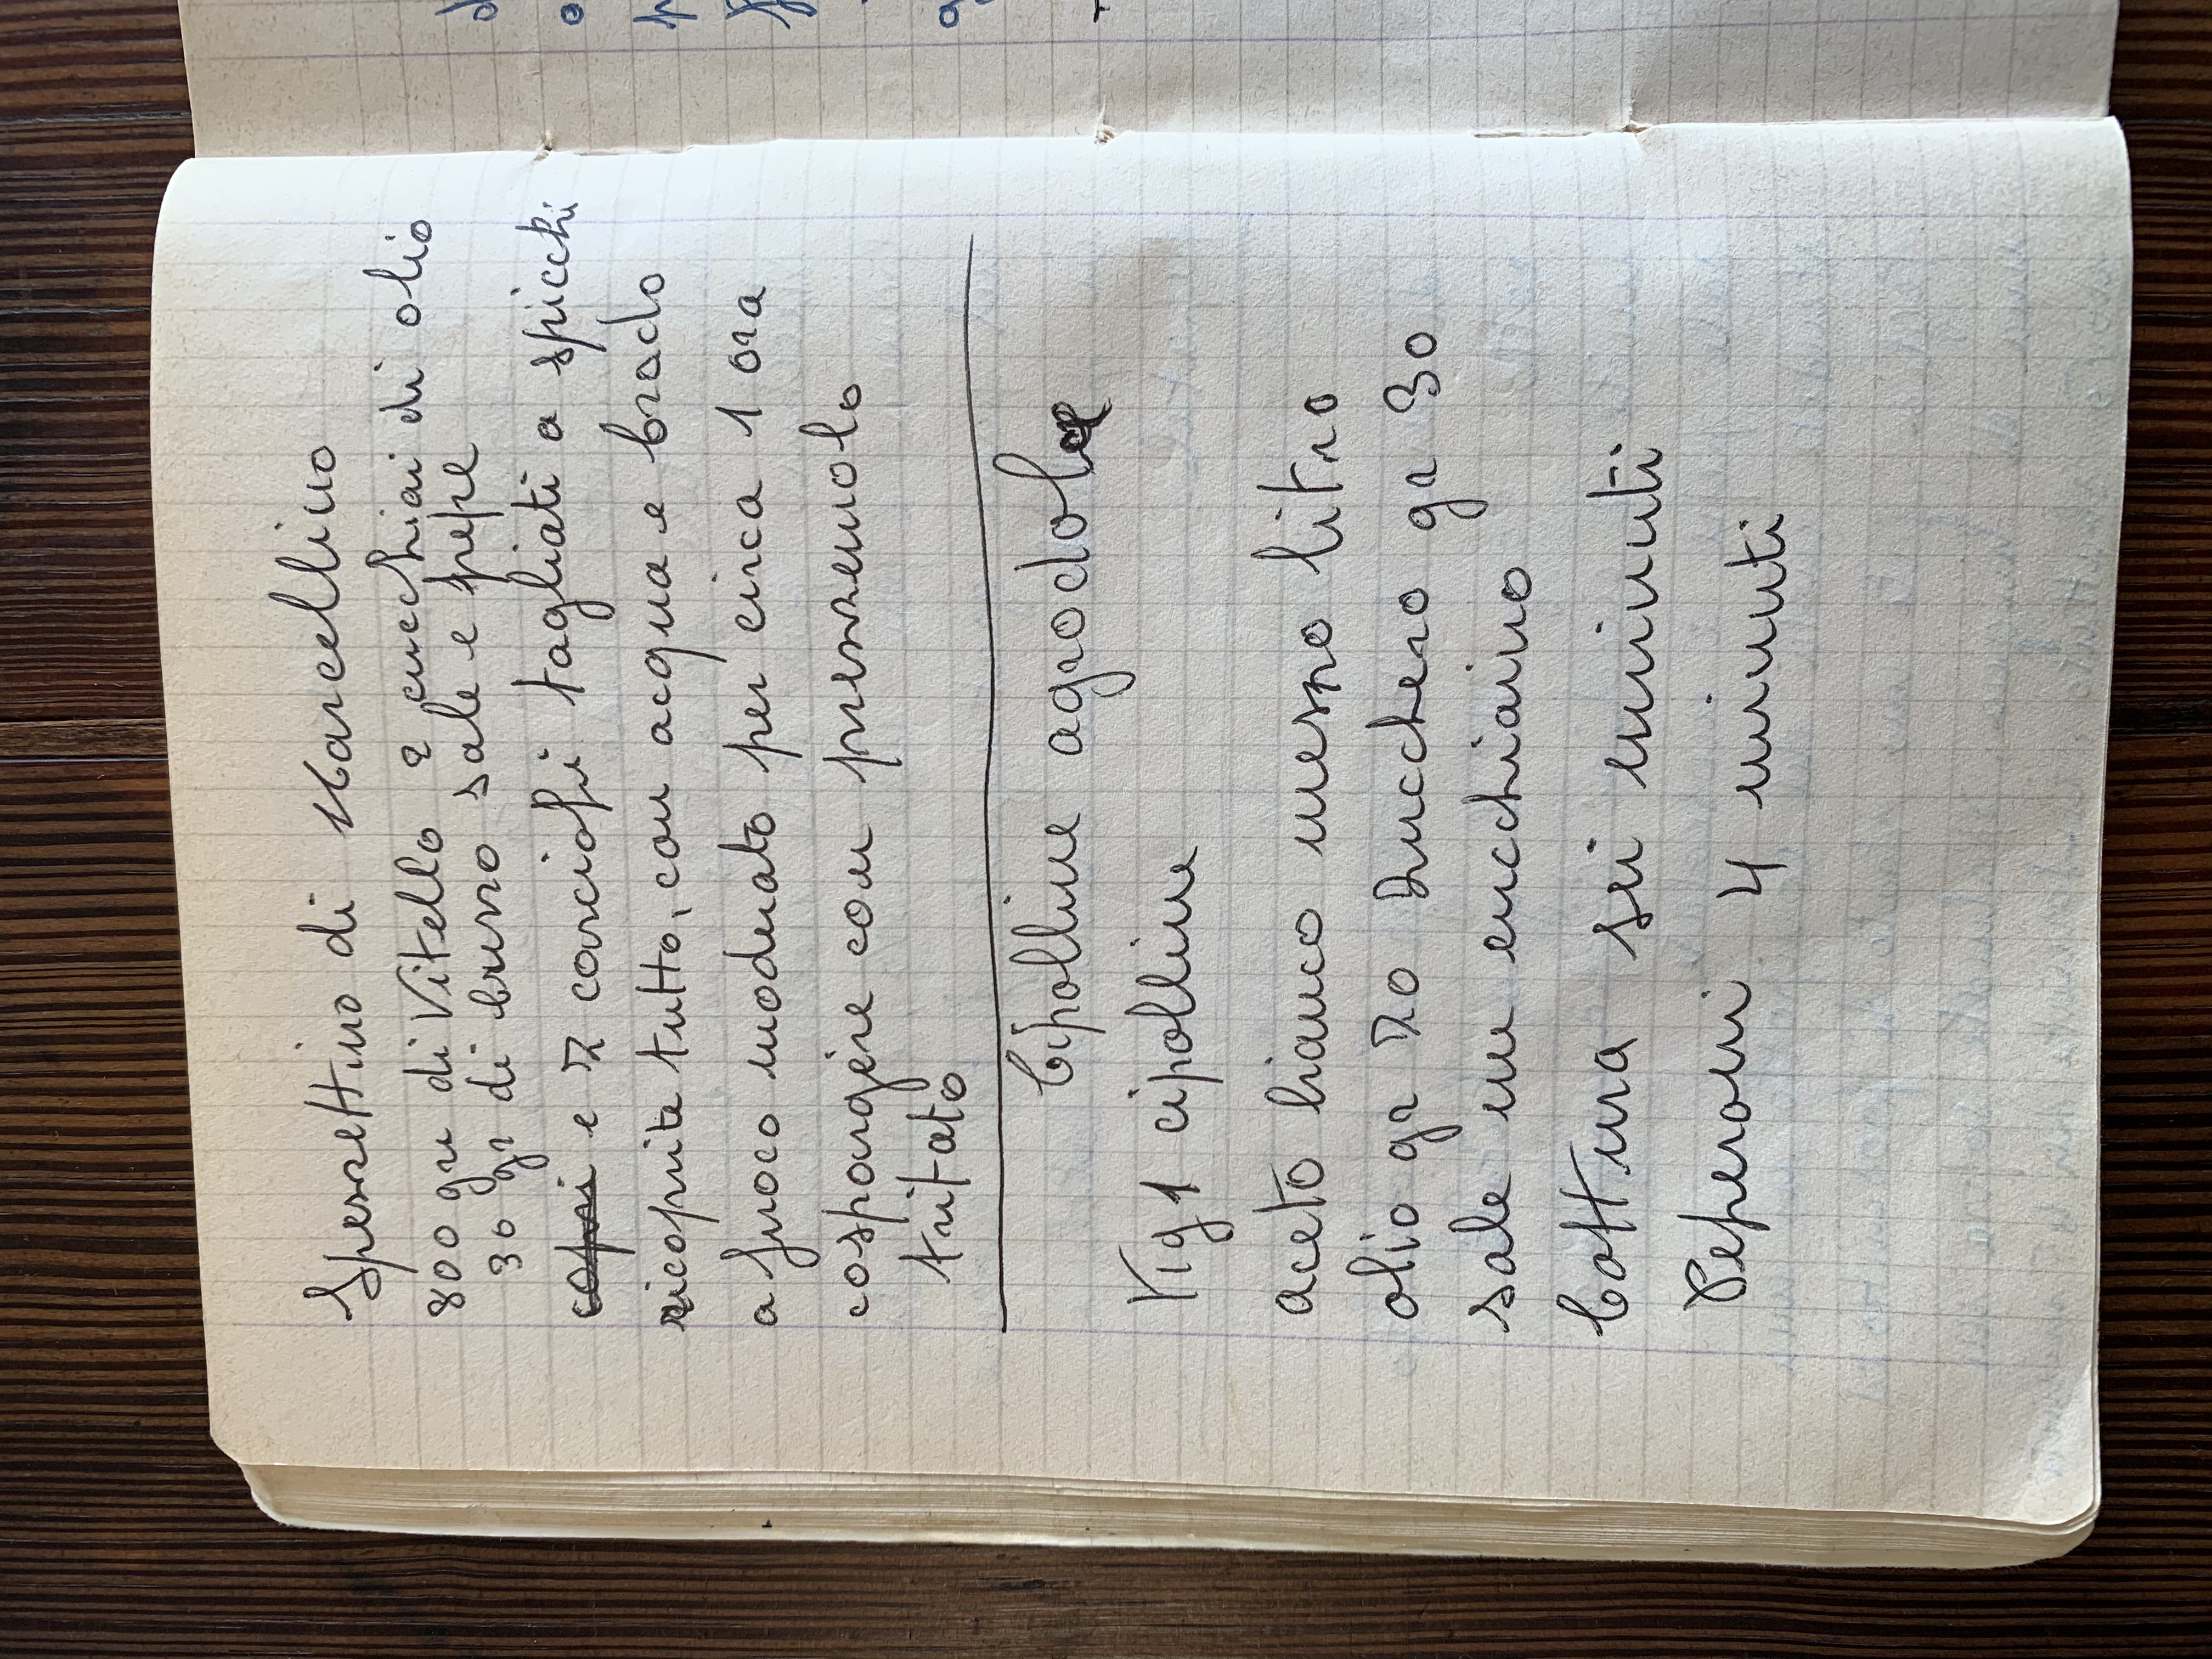 Spezzettino di Marcellino
800 gr di Vitello 2 cucchiai di olio
30 gr di burro sale e pepe
copri e 2 carciofi tagliati a spicchi
ricoprite tutto, con acqua e brodo
a fuoco moderato per circa 1 ora
cospargere con prezzemolo
tritato
Cipolline agrodolce
Kg 1 cipolline
aceto bianco mezzo litro
olio gr 20 Zucchero gr 30
sale un cucchiaino
Cottura sei minuti
Peperoni 4 minuti